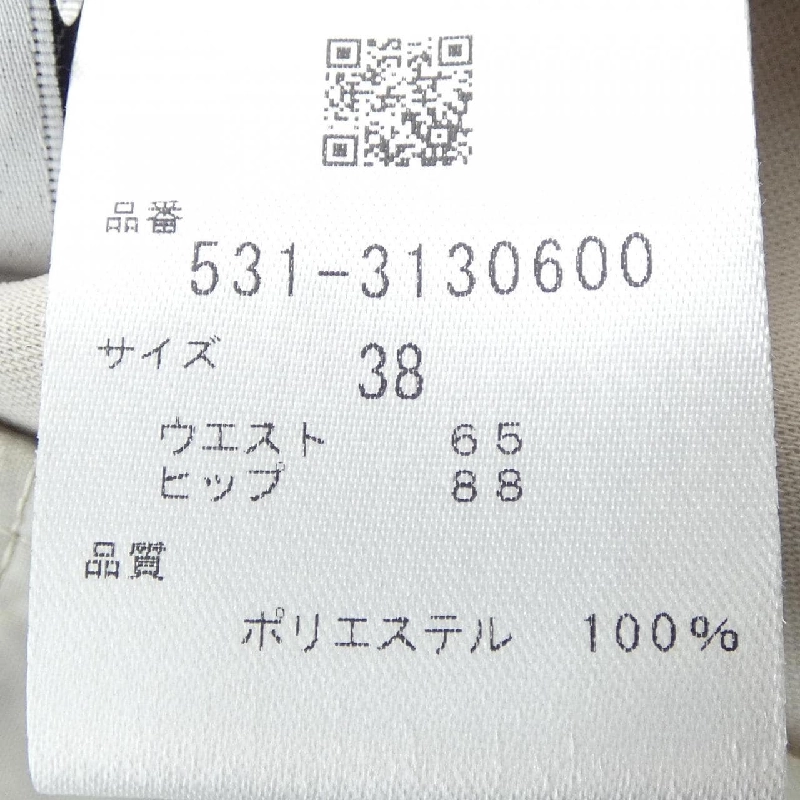 品番
531-3130600
サイズ 38
ウエスト 65
ヒップ 88
品質
ポリエステル 100%